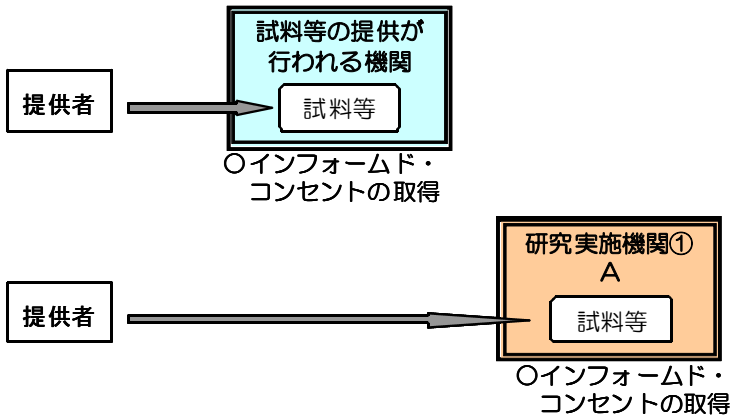 試料等の提供が
行われる機関
提供者
試料等
○インフォームド・
コンセントの取得
研究実施機関①
A
提供者
試料等
○インフォームド・
コンセントの取得